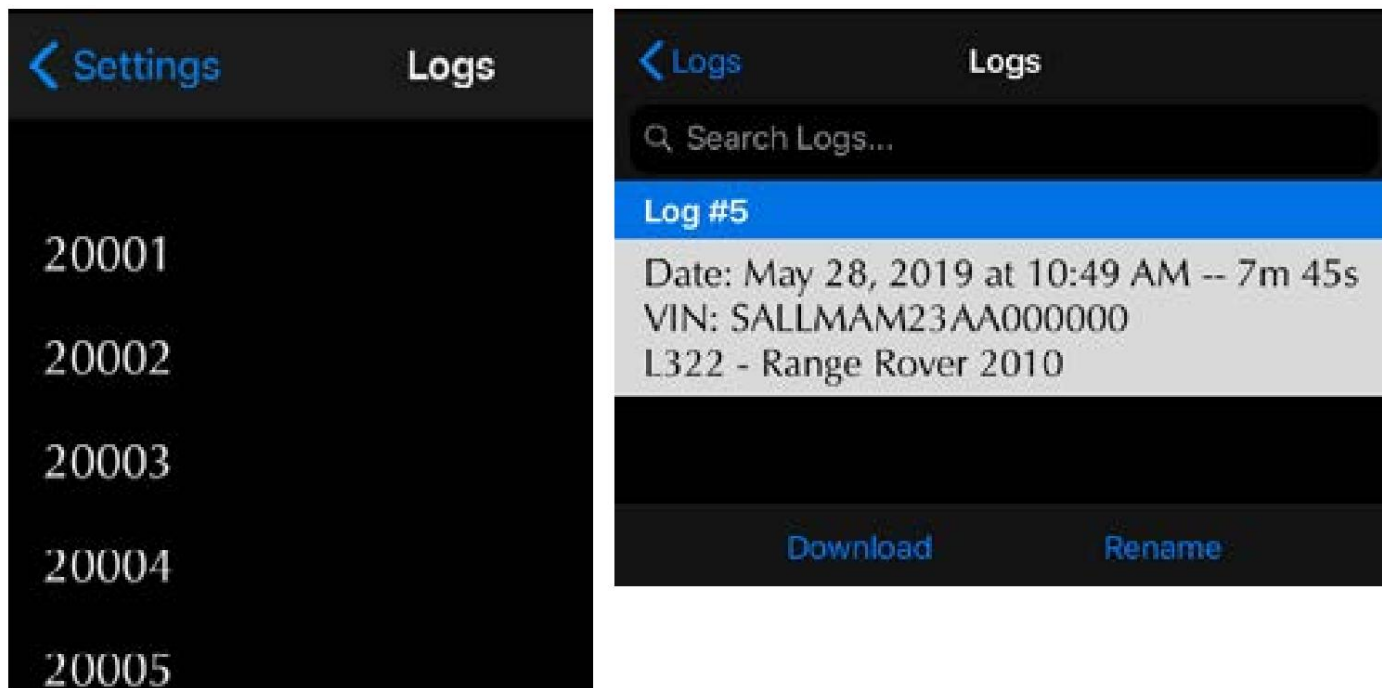 Settings
Logs
20001
20002
20003
20004
20005
Logs
Logs
Search Logs...
Log #5
Date: May 28, 2019 at 10:49 AM -- 7m 45s
VIN: SALLMAM23AA000000
L322 - Range Rover 2010
Download
Rename